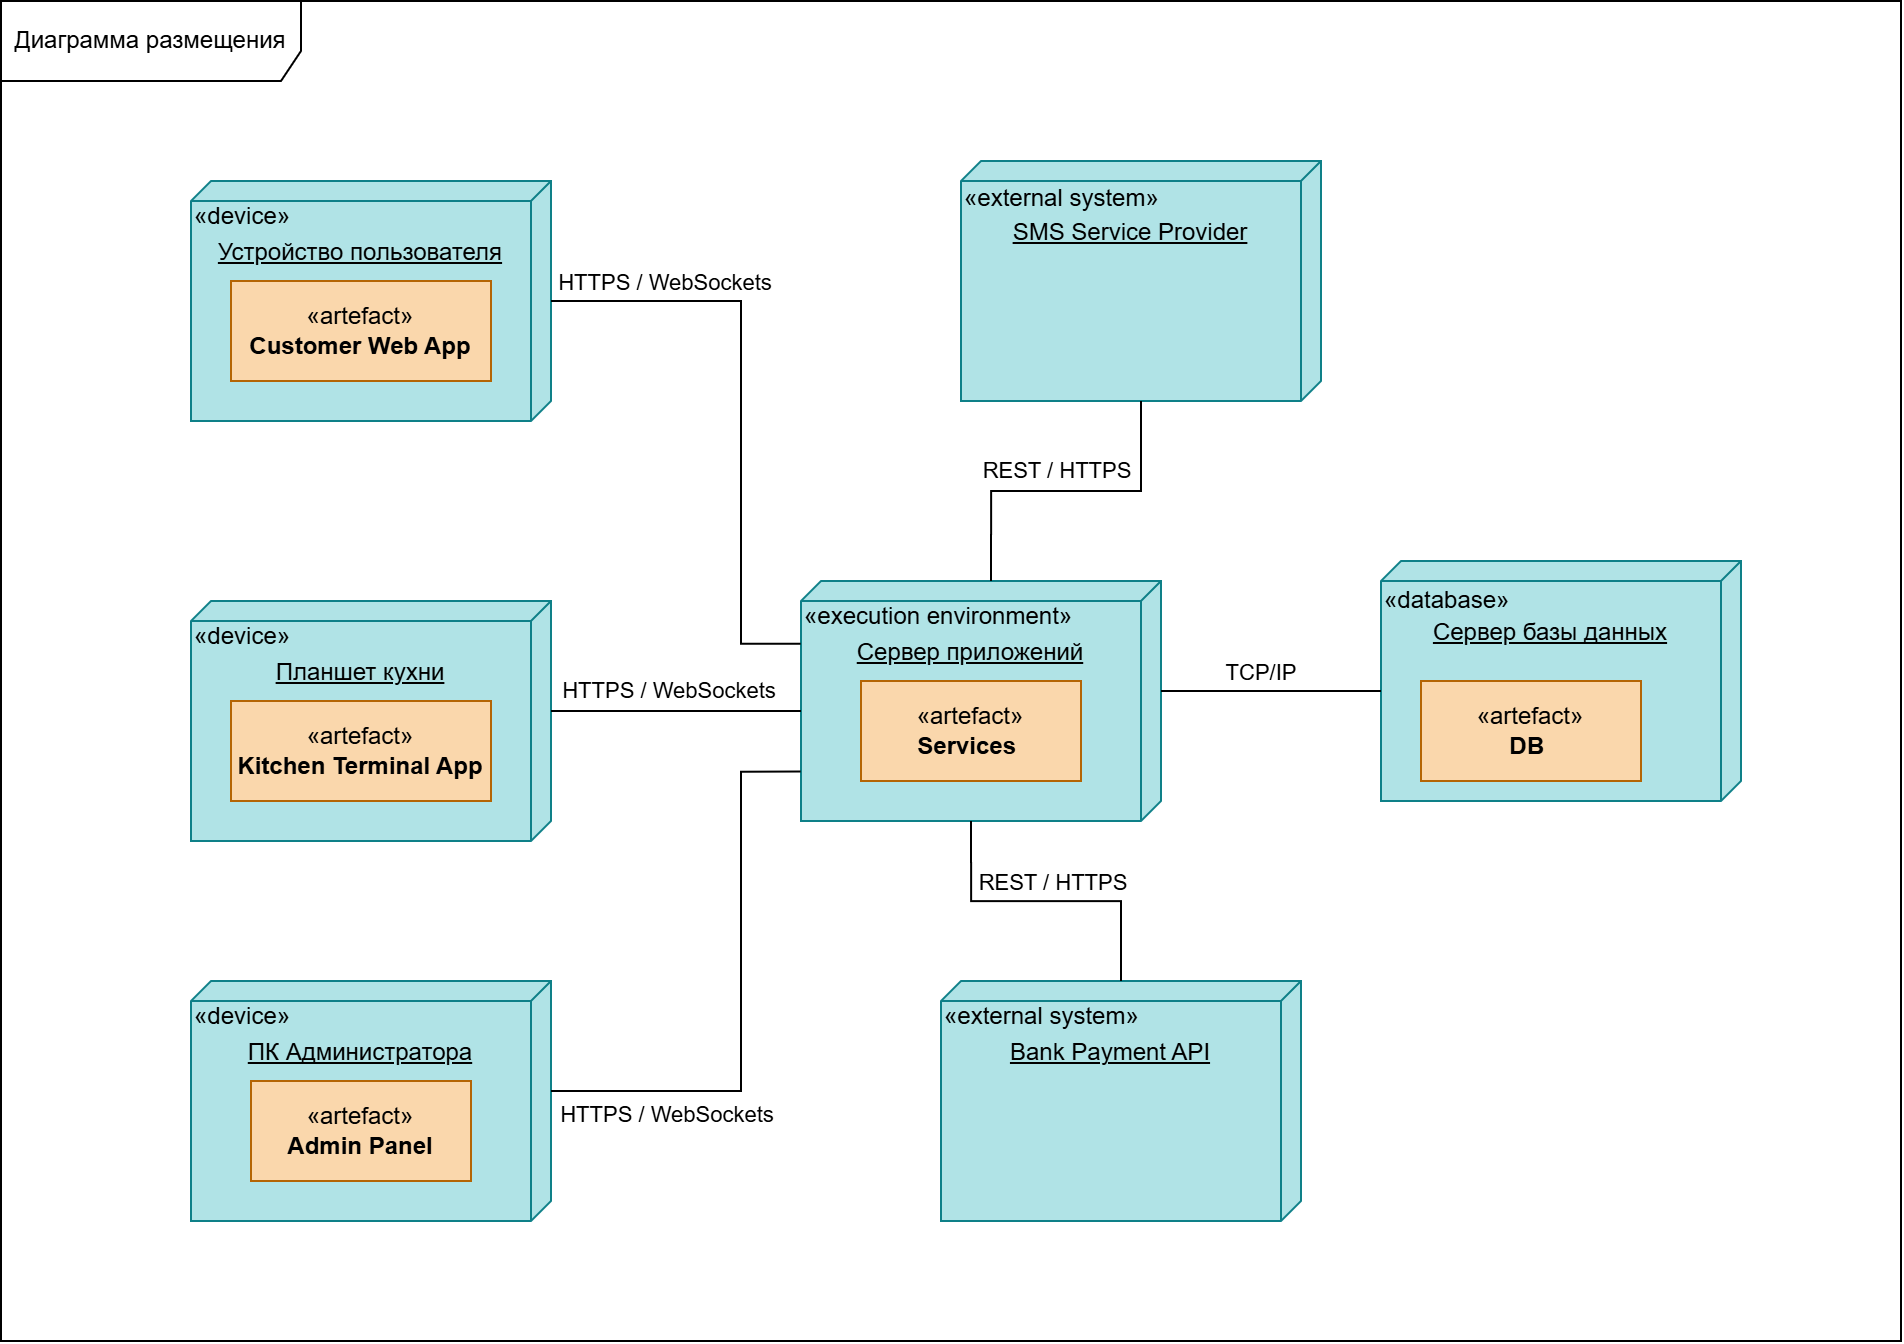 Диаграмма размещения
«device»
Устройство пользователя
«artefact»
Customer Web App
HTTPS / WebSockets
«external system»
SMS Service Provider
REST / HTTPS
«device»
Планшет кухни
«artefact»
Kitchen Terminal App
HTTPS / WebSockets
«execution environment»
Сервер приложений
«artefact»
Services
TCP/IP
«database»
Сервер базы данных
«artefact»
DB
REST / HTTPS
«device»
ПК Администратора
«artefact»
Admin Panel
HTTPS / WebSockets
«external system»
Bank Payment API